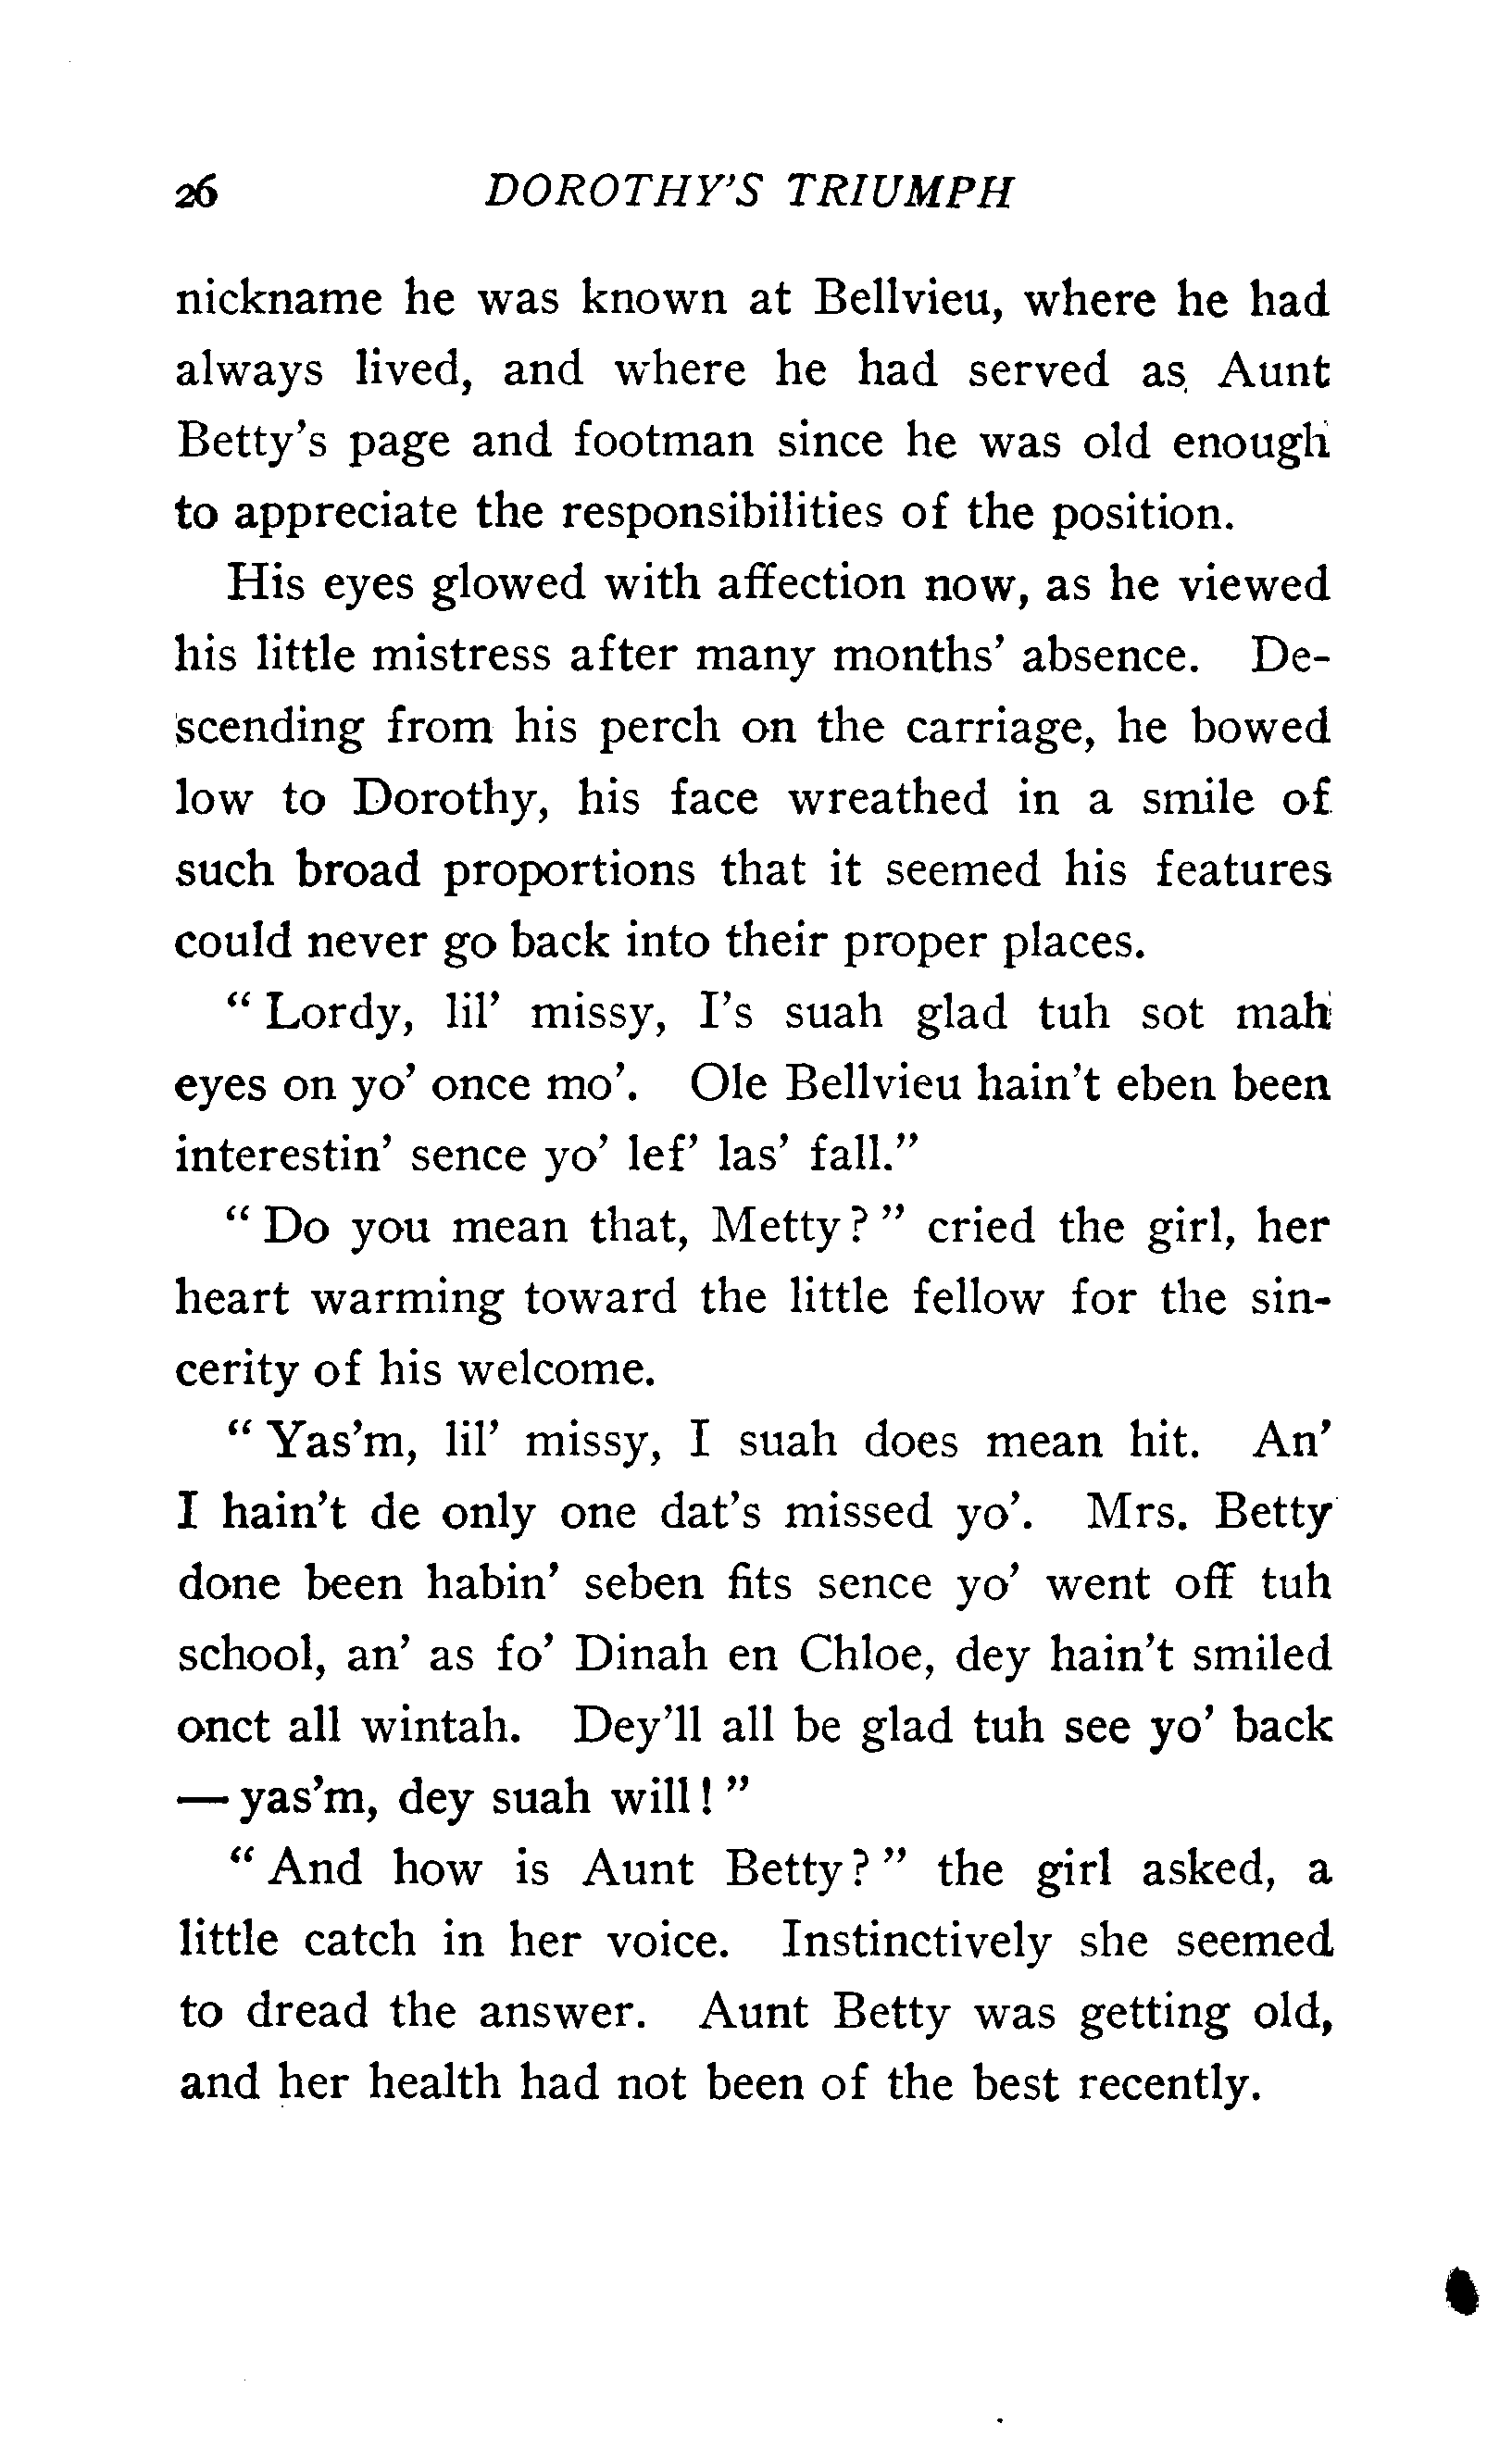 26 DOROTHY'S TRIUMPH
nickname he was known at Bellvieu, where he had
always lived, and where he had served as Aunt
Betty's page and footman since he was old enough
to appreciate the responsibilities of the position.
His eyes glowed with affection now, as he viewed
his little mistress after many months' absence. De-
scending from his perch on the carriage, he bowed
low to Dorothy, his face wreathed in a smile of
such broad proportions that it seemed his features
could never go back into their proper places.
" Lordy, lil' missy, I's suah glad tuh sot mah
eyes on yo' once mo'. Ole Bellvieu hain't eben been
interestin' sence yo' lef' las' fall."
" Do you mean that, Metty ? " cried the girl, her
heart warming toward the little fellow for the sin-
cerity of his welcome.
" Yas'm, lil' missy, I suah does mean hit. An'
I hain't de only one dat's missed yo'. Mrs. Betty
done been habin' seben fits sence yo' went off tuh
school, an' as fo' Dinah en Chloe, dey hain't smiled
onct all wintah. Dey'll all be glad tuh see yo' back
— yas'm, dey suah will ! "
" And how is Aunt Betty ? " the girl asked, a
little catch in her voice. Instinctively she seemed
to dread the answer. Aunt Betty was getting old,
and her health had not been of the best recently.